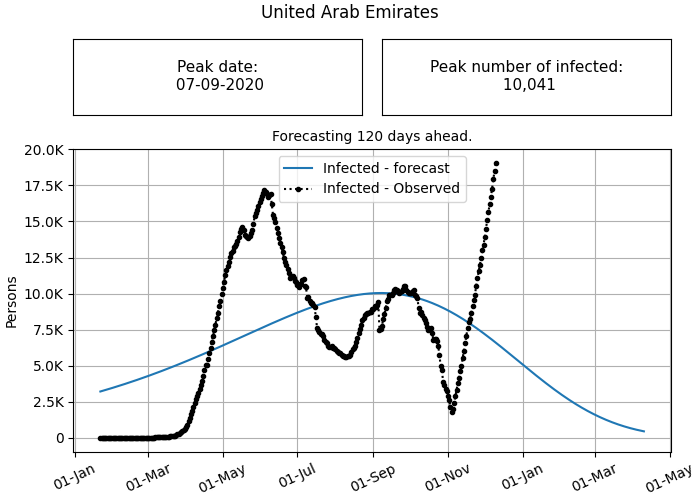 United Arab Emirates
Peak date:
07-09-2020
Peak number of infected:
10,041
Forecasting 120 days ahead.
Infected - forecast
Infected - Observed
Persons
20.0K
17.5K
15.0K
12.5K
10.0K
7.5K
5.0K
2.5K
0
01-Jan
01-Mar
01-May
01-Jul
01-Sep
01-Nov
01-Jan
01-Mar
01-May